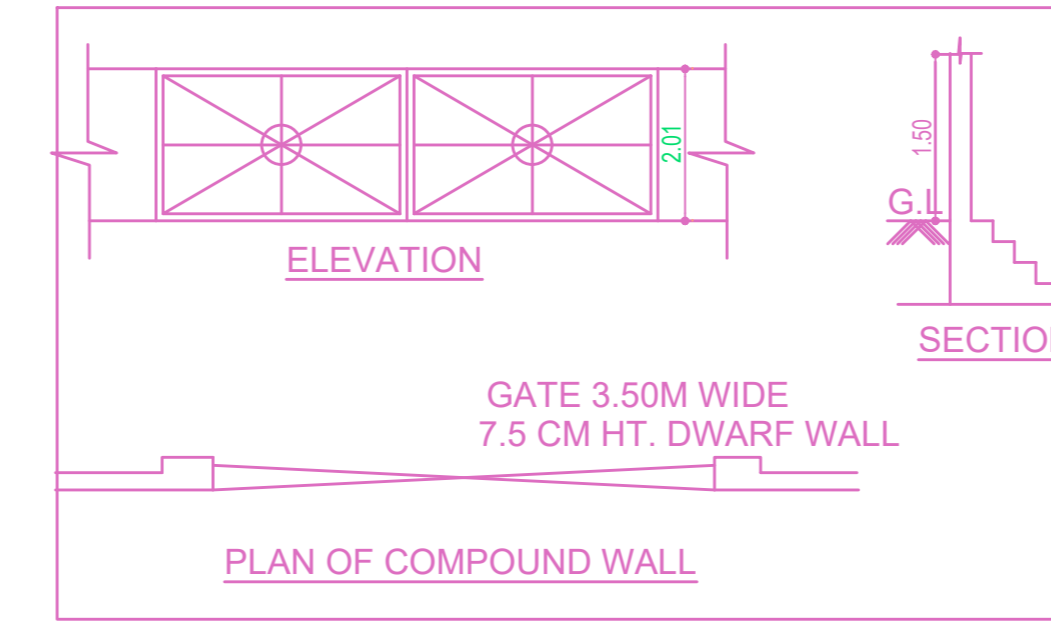 2.01
1.50
G.L
ELEVATION
SECTION
GATE 3.50M WIDE
7.5 CM HT. DWARF WALL
PLAN OF COMPOUND WALL